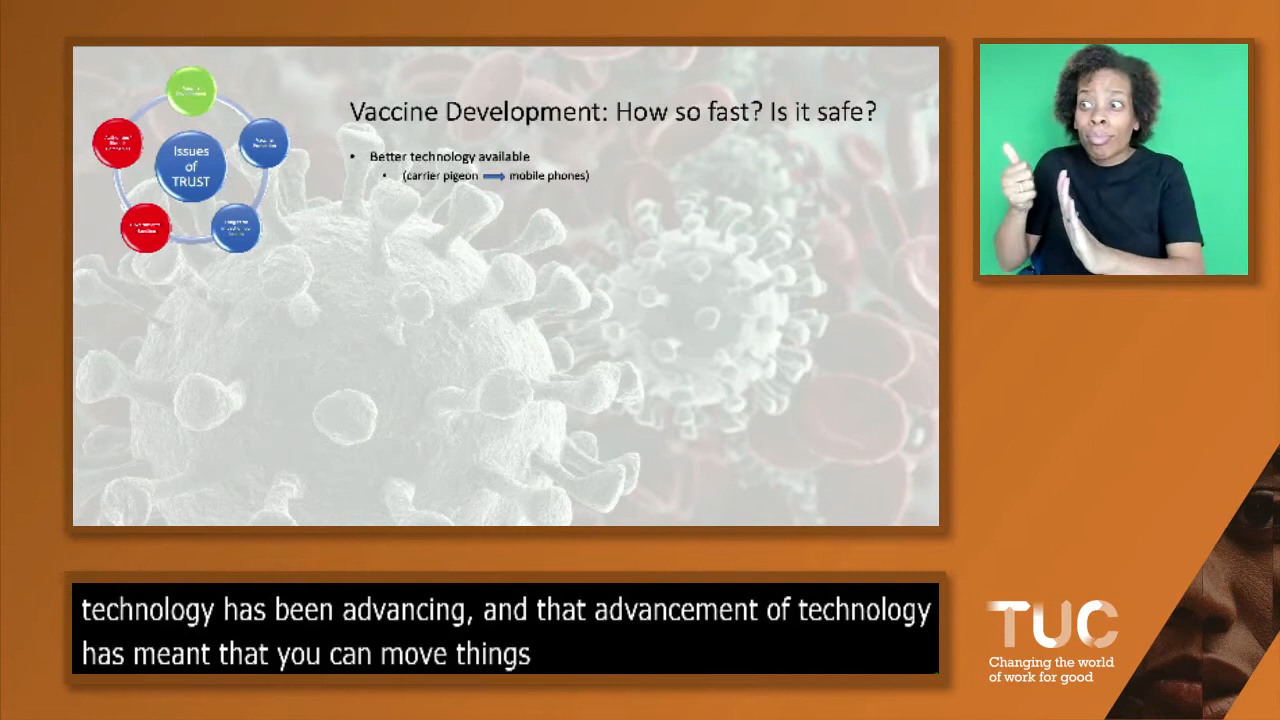 Issues
of
TRUST
Vaccine Development: How so fast? Is it safe?
• Better technology available
• (carrier pigeon mobile phones)
technology has been advancing, and that advancement of technology
has meant that you can move things
TUC
Changing the world
of work for good